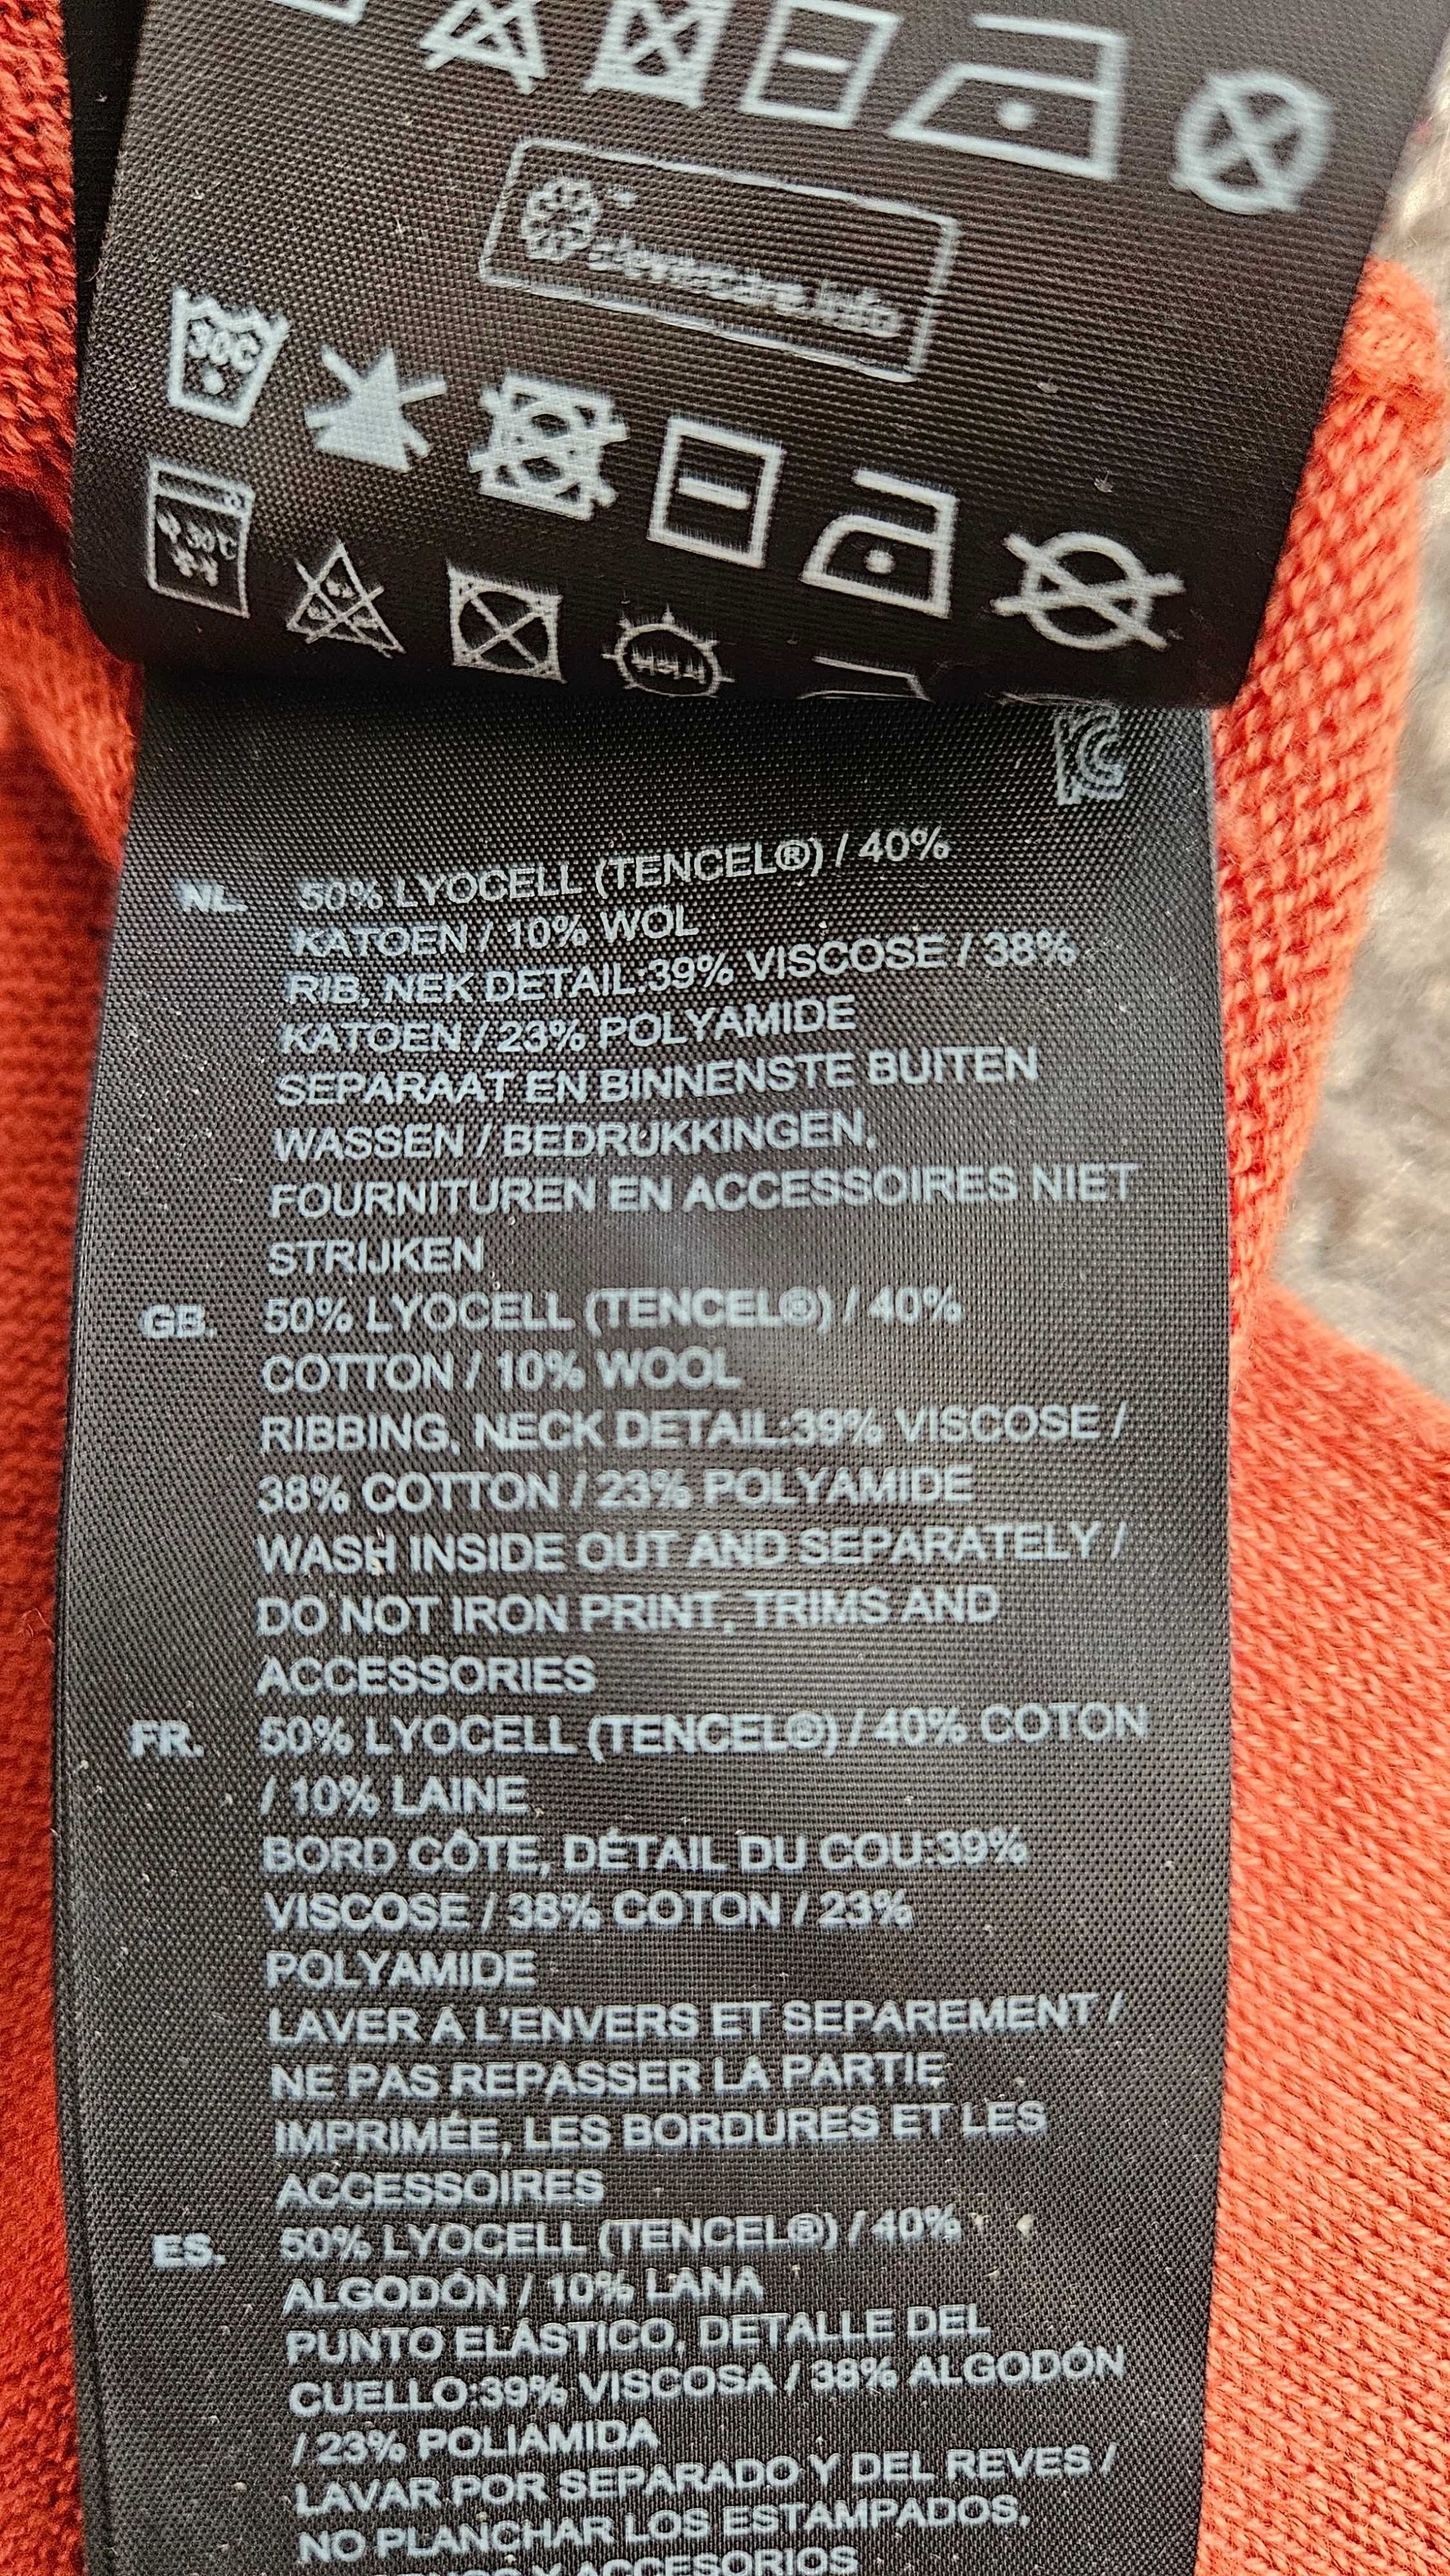 clevercare.info
30C
30℃
NL. 50% LYOCELL (TENCEL®) / 40%
KATOEN / 10% WOL
RIB, NEK DETAIL:39% VISCOSE / 38%
KATOEN / 23% POLYAMIDE
SEPARAAT EN BINNENSTE BUITEN
WASSEN / BEDRUKKINGEN,
FOURNITUREN EN ACCESSOIRES NIET
STRIJKEN
GB. 50% LYOCELL (TENCEL®) / 40%
COTTON / 10% WOOL
RIBBING, NECK DETAIL:39% VISCOSE /
38% COTTON / 23% POLYAMIDE
WASH INSIDE OUT AND SEPARATELY /
DO NOT IRON PRINT, TRIMS AND
ACCESSORIES
FR. 50% LYOCELL (TENCEL®) / 40% COTON
/ 10% LAINE
BORD CÔTE, DÉTAIL DU COU:39%
VISCOSE / 38% COTON / 23%
POLYAMIDE
LAVER A L'ENVERS ET SEPAREMENT /
NE PAS REPASSER LA PARTIE
IMPRIMÉE, LES BORDURES ET LES
ACCESSOIRES
ES. 50% LYOCELL (TENCEL®) / 40%
ALGODÓN / 10% LANA
PUNTO ELÁSTICO, DETALLE DEL
CUELLO:39% VISCOSA / 38% ALGODÓN
/ 23% POLIAMIDA
LAVAR POR SEPARADO Y DEL REVES /
NO PLANCHAR LOS ESTAMPADOS,
Y ACCESORIOS